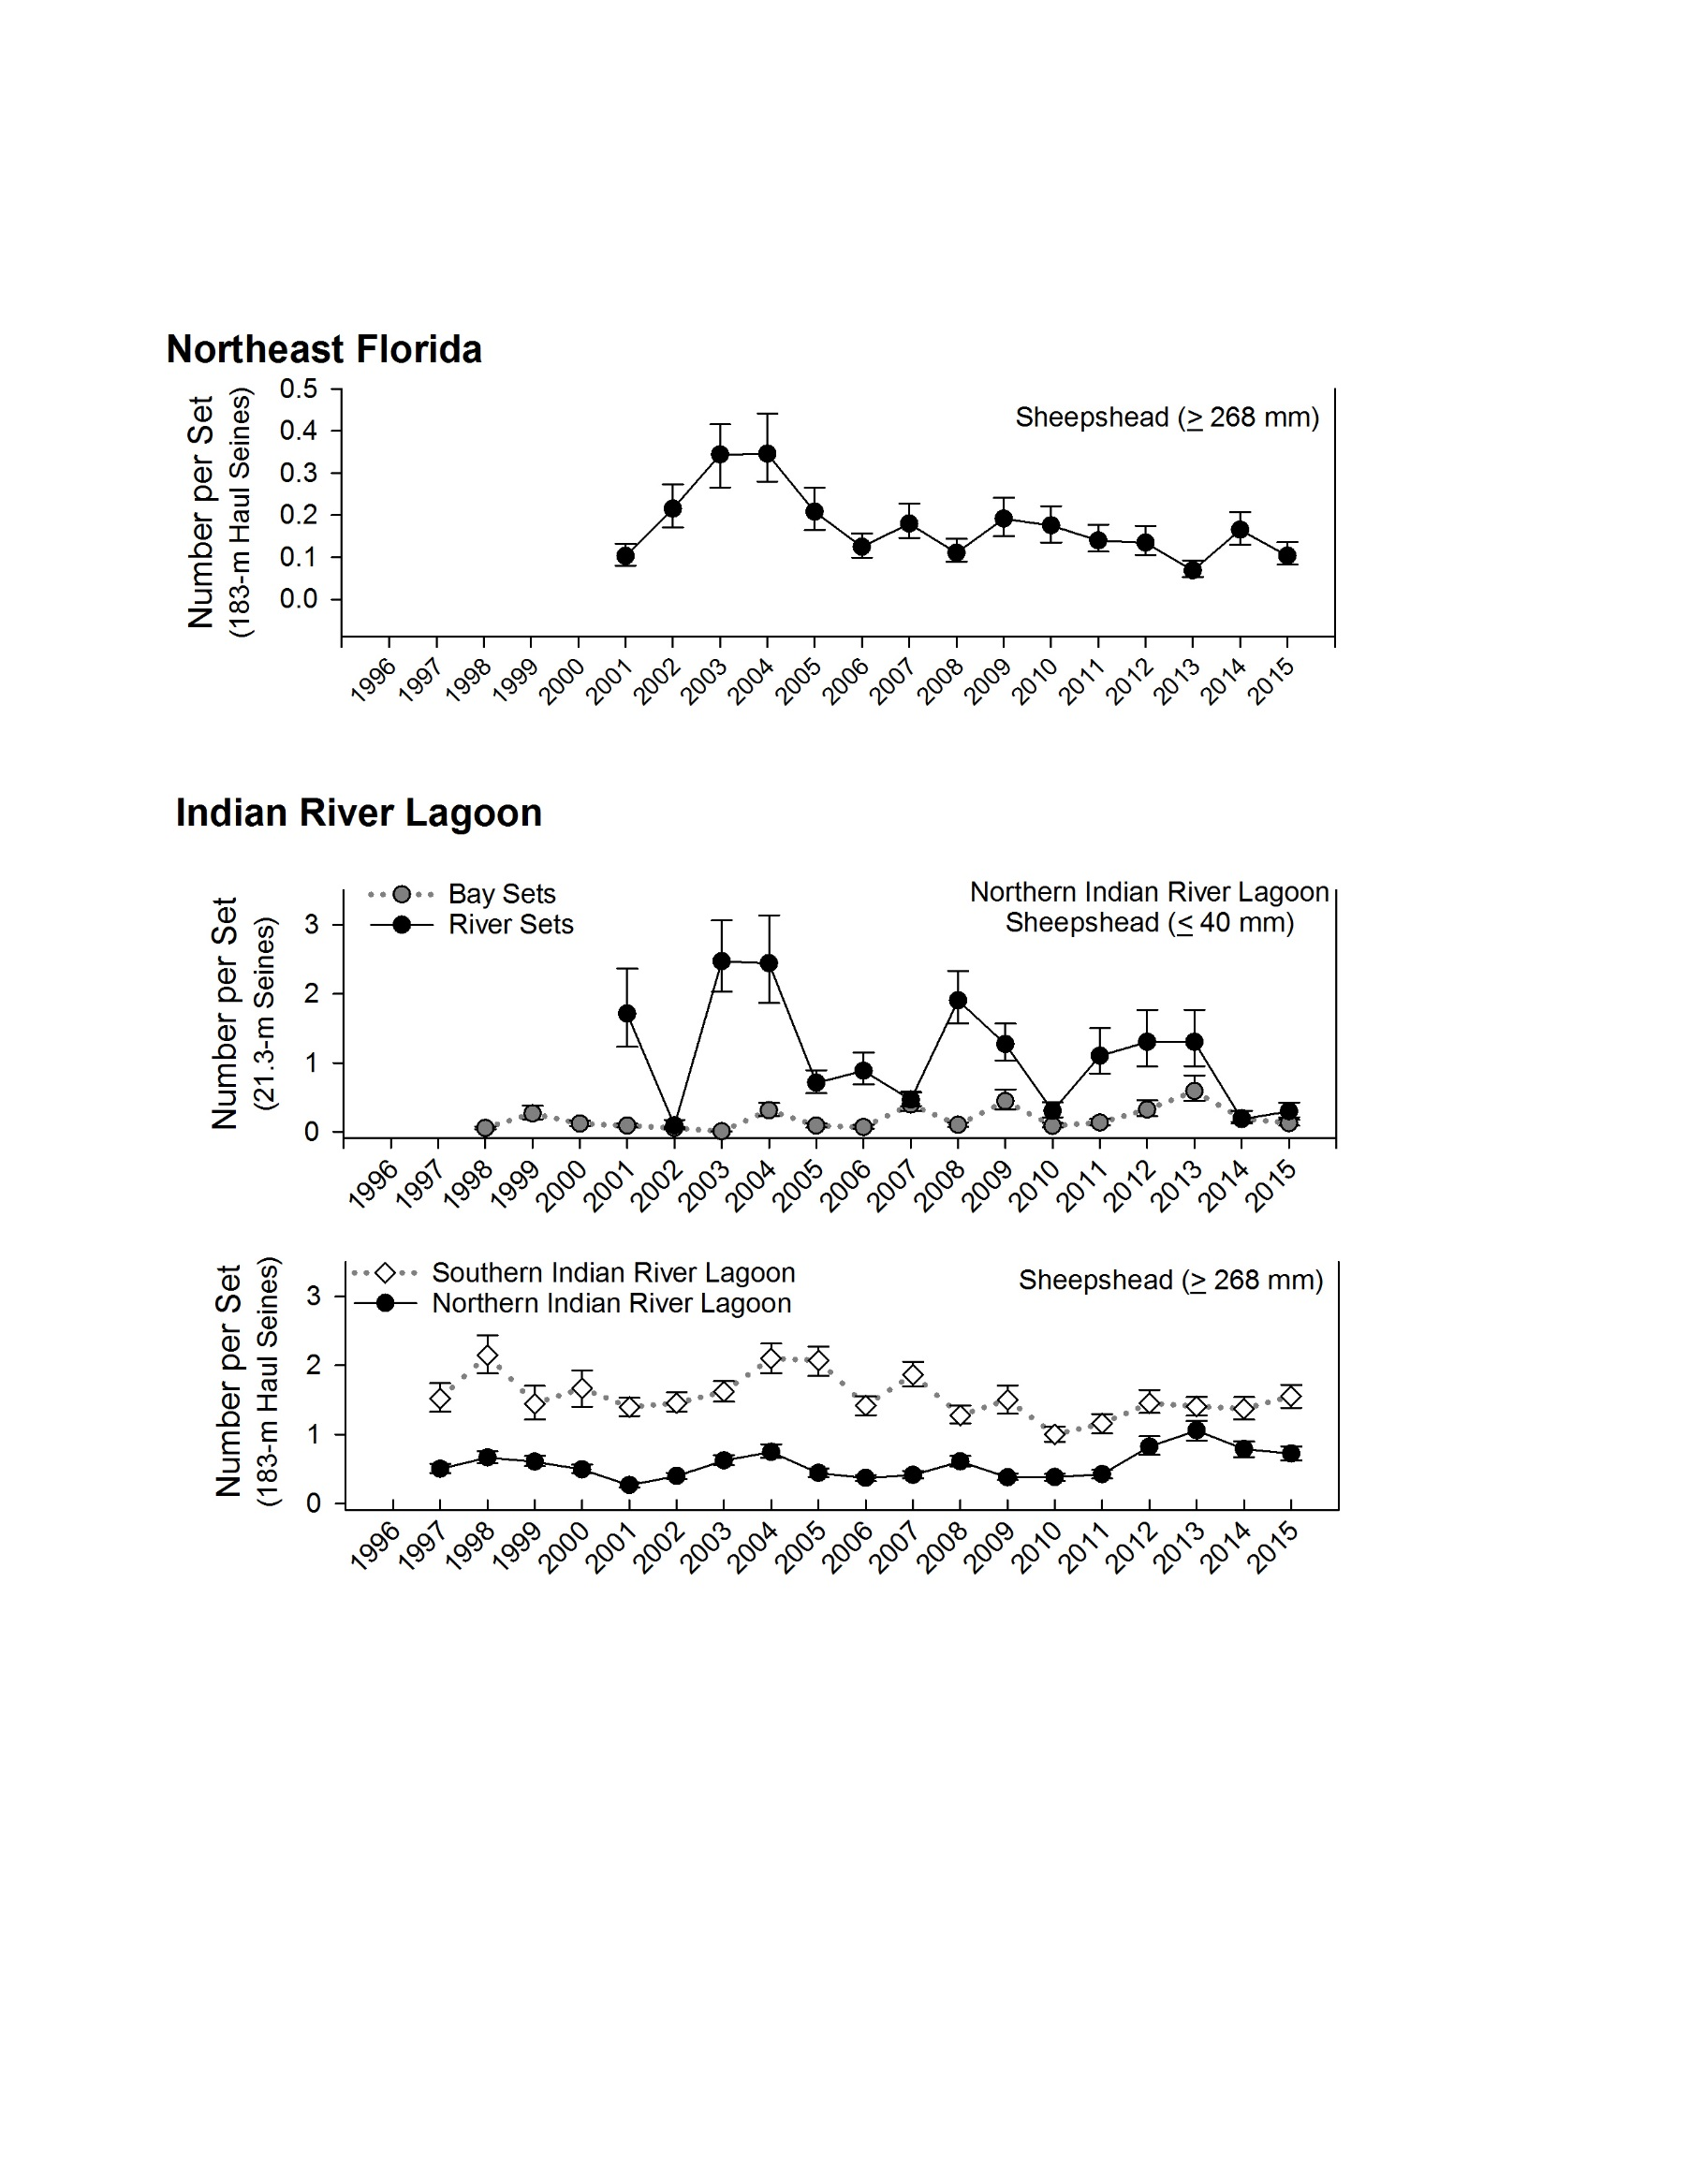 Northeast Florida
Number per Set
(183-m Haul Seines)
0.5
0.4
0.3
0.2
0.1
0.0
Sheepshead (≥ 268 mm)
1996 1997 1998 1999 2000 2001 2002 2003 2004 2005 2006 2007 2008 2009 2010 2011 2012 2013 2014 2015
Indian River Lagoon
Number per Set
(21.3-m Seines)
3
2
1
0
Bay Sets
River Sets
Northern Indian River Lagoon
Sheepshead (≤ 40 mm)
1996 1997 1998 1999 2000 2001 2002 2003 2004 2005 2006 2007 2008 2009 2010 2011 2012 2013 2014 2015
Number per Set
(183-m Haul Seines)
3
2
1
0
Southern Indian River Lagoon
Northern Indian River Lagoon
Sheepshead (≥ 268 mm)
1996 1997 1998 1999 2000 2001 2002 2003 2004 2005 2006 2007 2008 2009 2010 2011 2012 2013 2014 2015